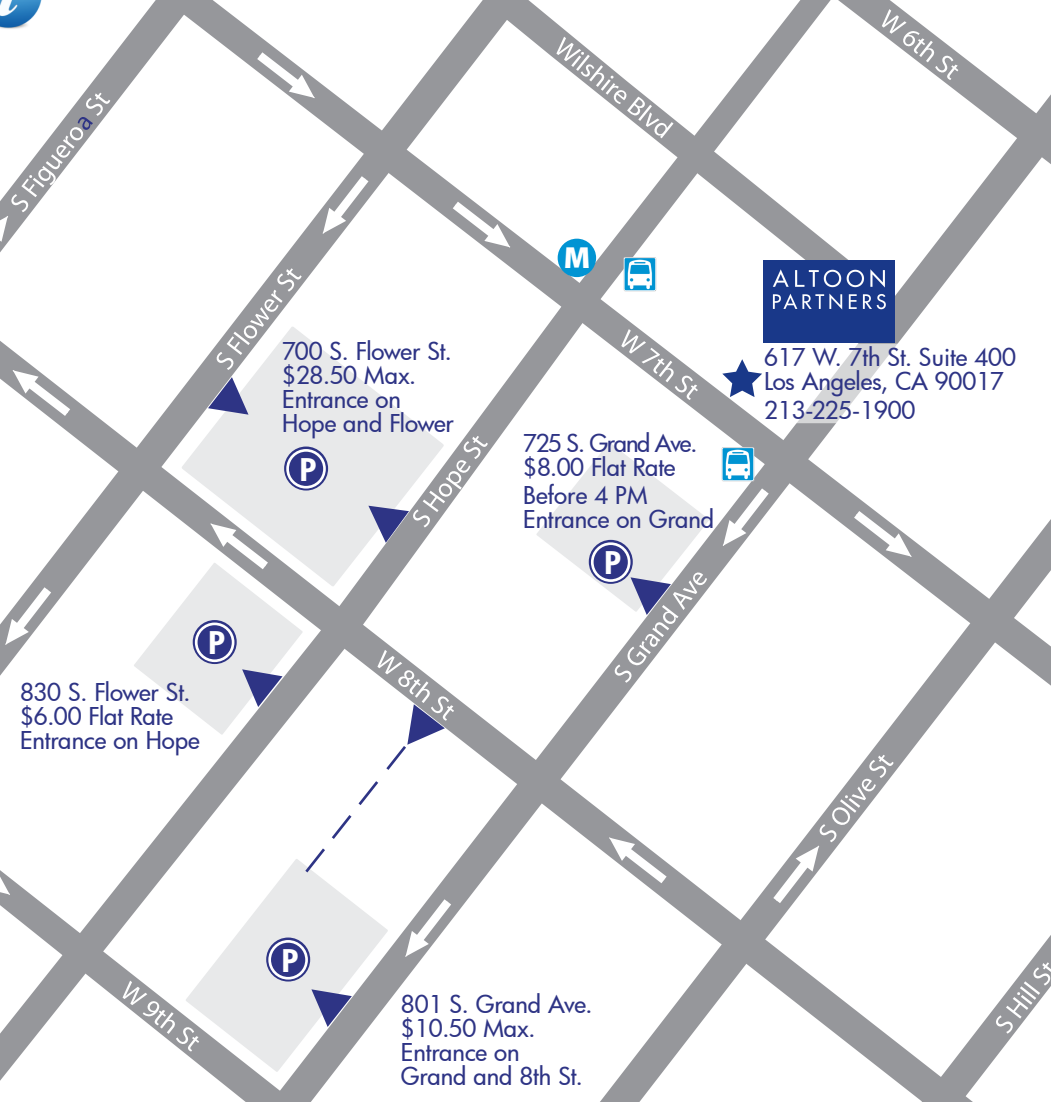 i
W 6th St
Wilshire Blvd
S Figueroa St
M
ALTOON
PARTNERS
S Flower St
W 7th St
617 W. 7th St. Suite 400
Los Angeles, CA 90017
213-225-1900
700 S. Flower St.
$28.50 Max.
Entrance on
Hope and Flower
P
S Hope St
725 S. Grand Ave.
$8.00 Flat Rate
Before 4 PM
Entrance on Grand
P
S Grand Ave
P
830 S. Flower St.
$6.00 Flat Rate
Entrance on Hope
W 8th St
S Olive St
P
W 9th St
801 S. Grand Ave.
$10.50 Max.
Entrance on
Grand and 8th St.
S Hill St